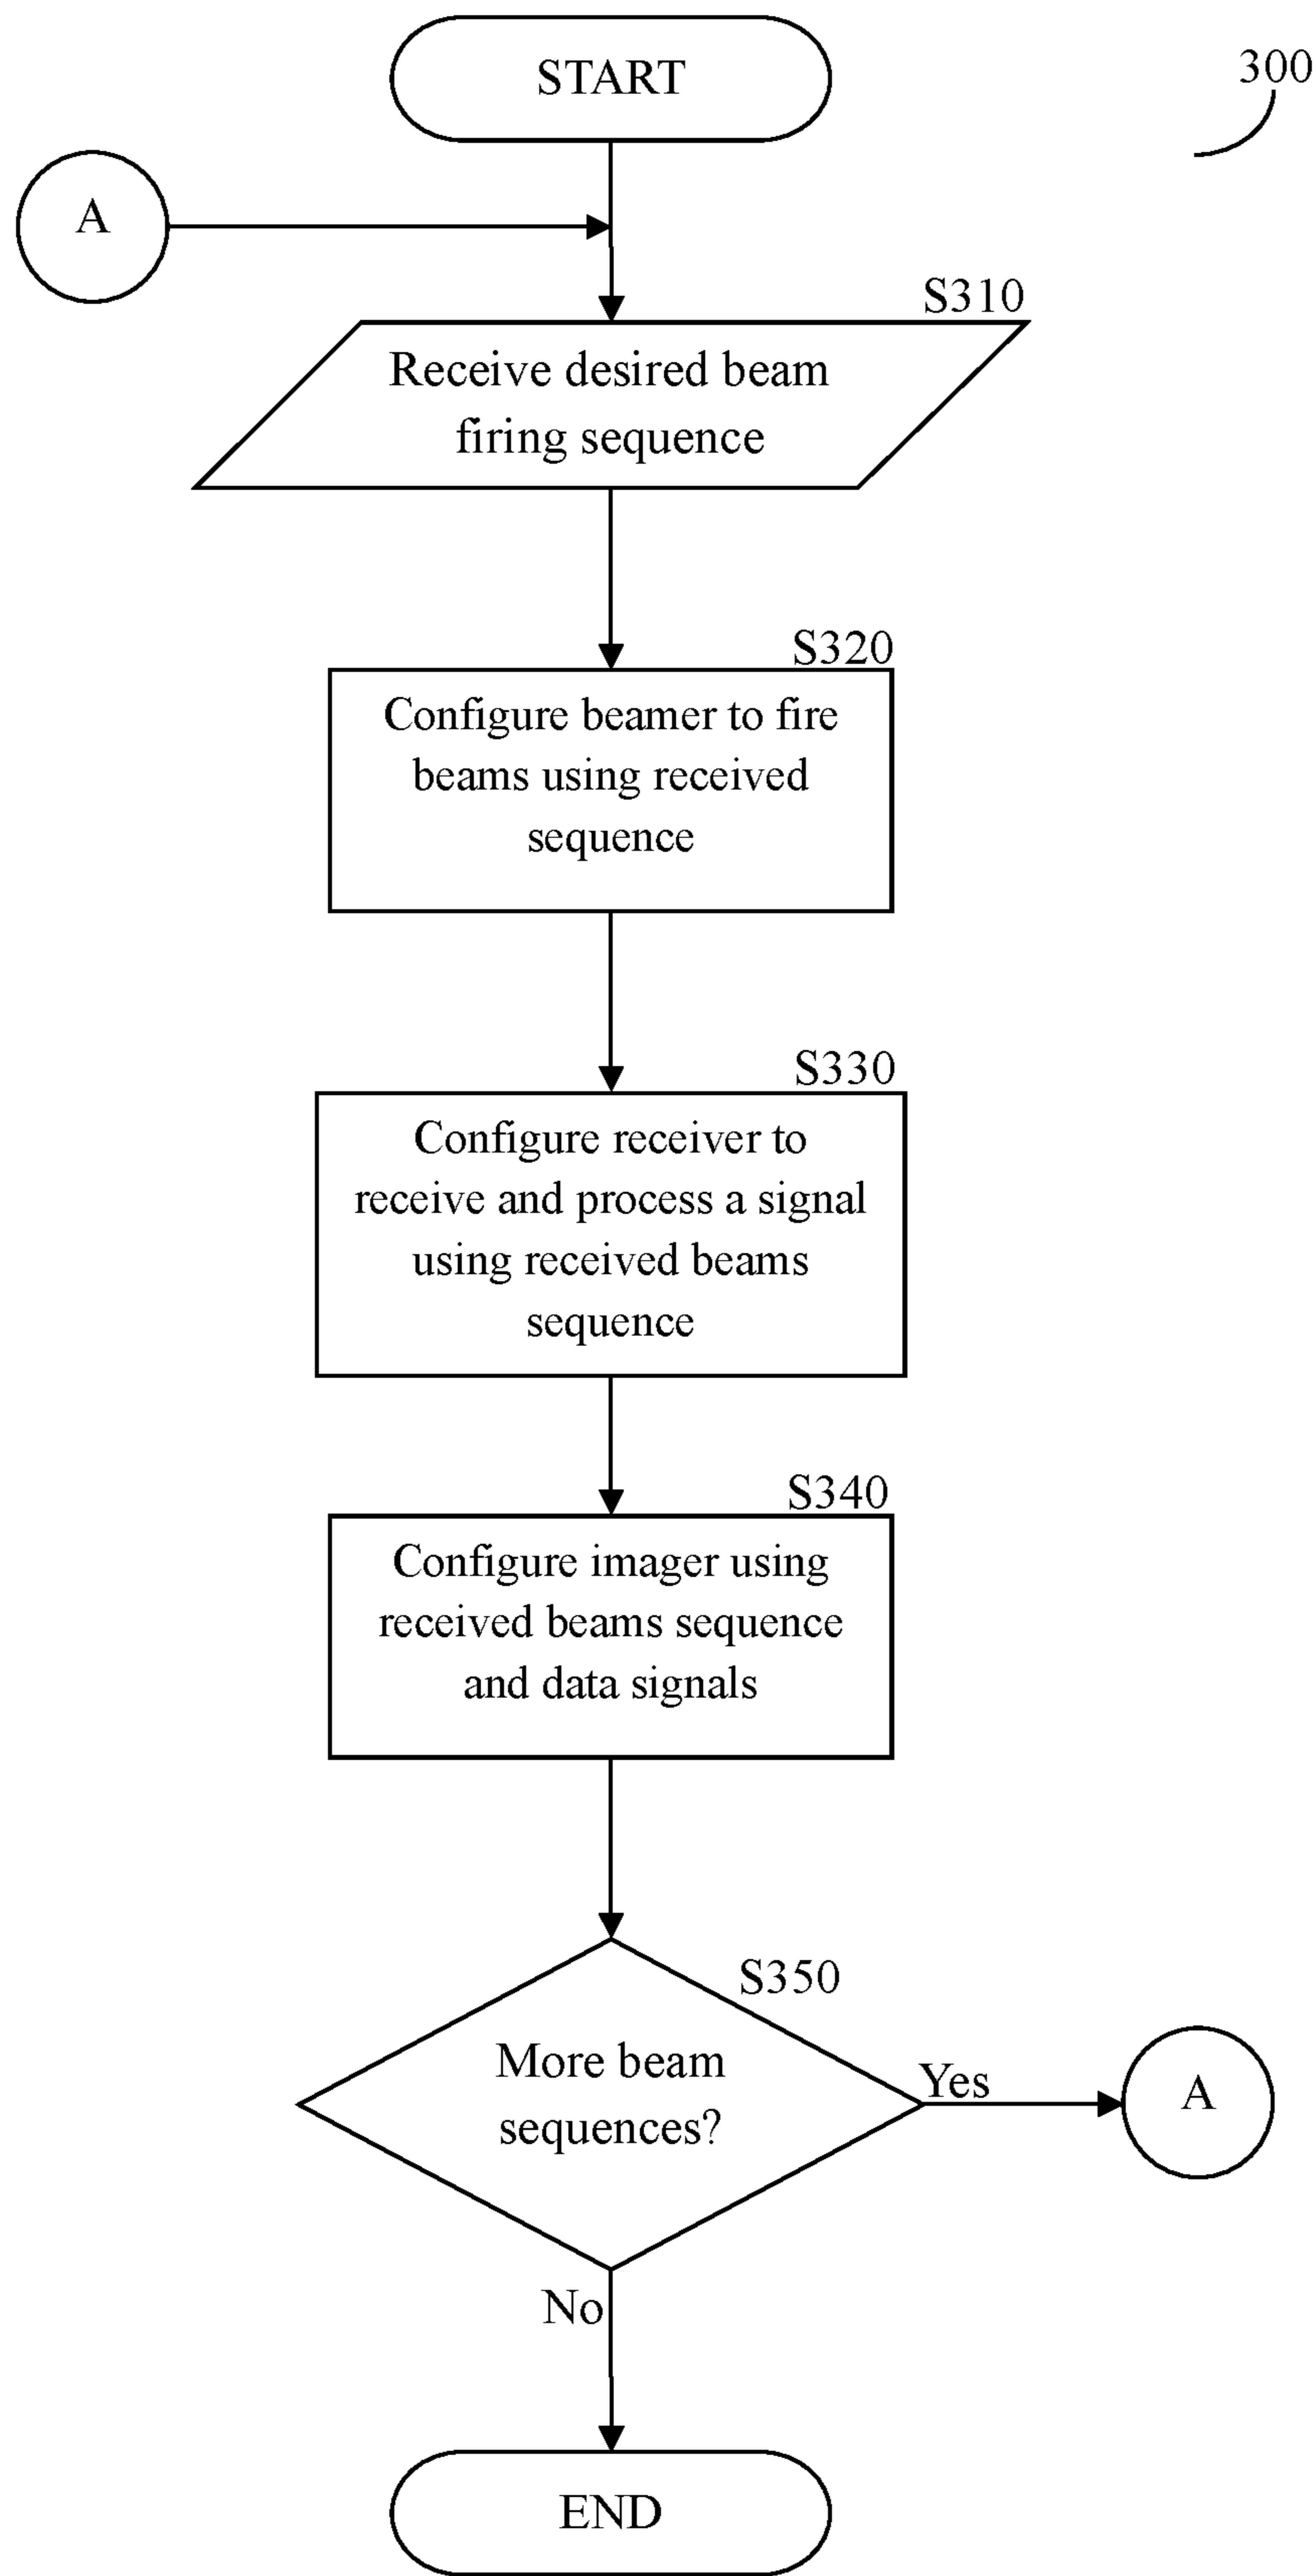 START
300
A
S310
Receive desired beam
firing sequence
S320
Configure beamer to fire
beams using received
sequence
S330
Configure receiver to
receive and process a signal
using received beams
sequence
S340
Configure imager using
received beams sequence
and data signals
S350
More beam
sequences?
Yes
A
No
END